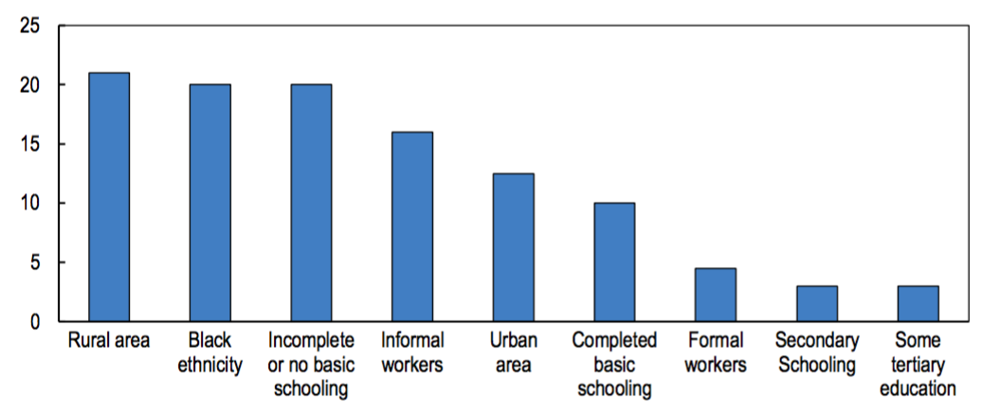 25
20
15
10
5
0
Rural area
Black
ethnicity
Incomplete
or no basic
schooling
Informal
workers
Urban
area
Completed
basic
schooling
Formal
workers
Secondary
Schooling
Some
tertiary
education